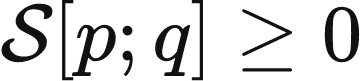 𝒮[p; q] ≥ 0